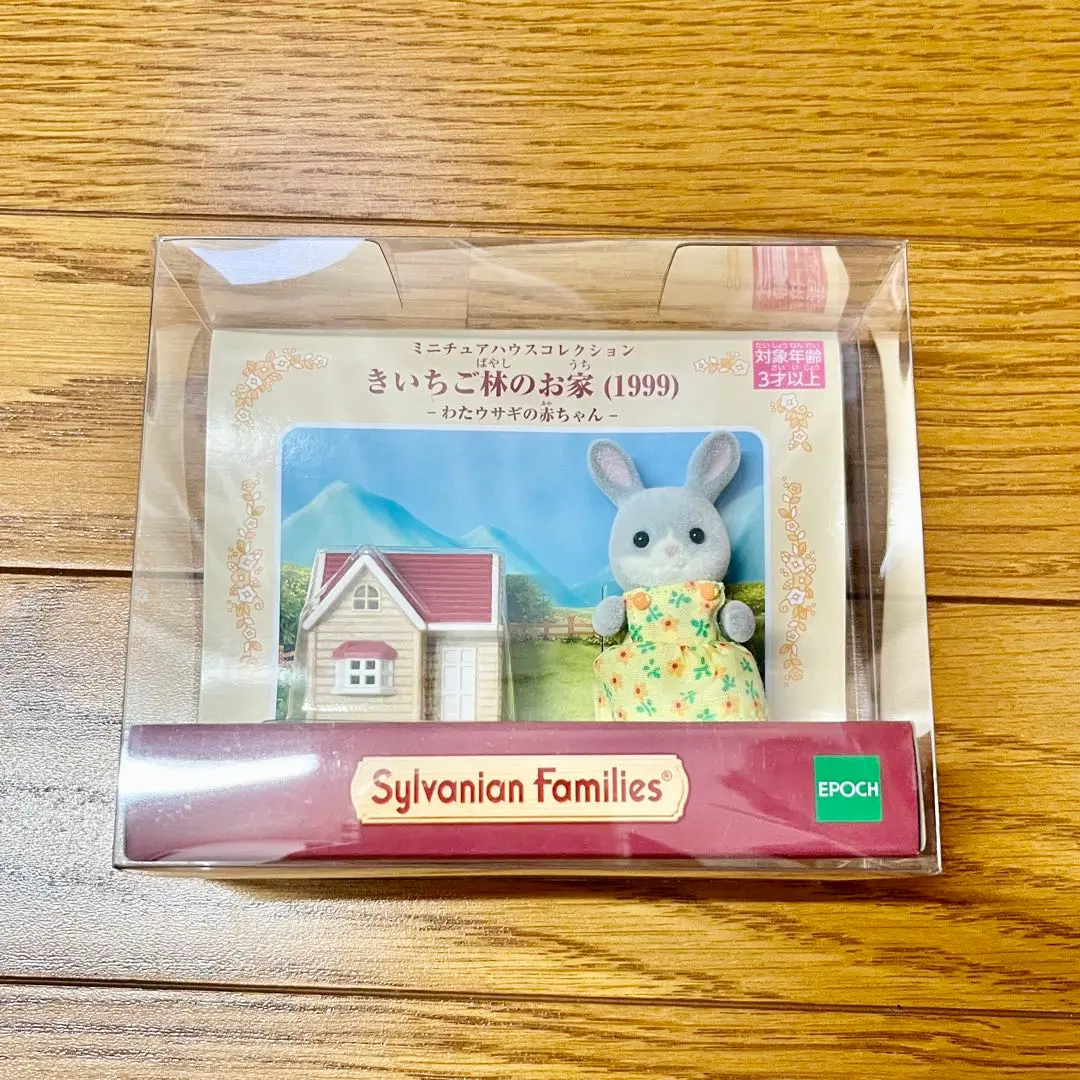 ミニチュアハウスコレクション
ばやし うち
きいちご林のお家 (1999)
あか
－わたウサギの赤ちゃん－
たいしょうねんれい
対象年齢
さいいじょう
3才以上
Sylvanian Families®
EPOCH